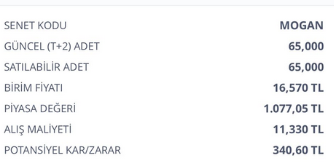 SENET KODU MOGAN
GÜNCEL (T+2) ADET 65,000
SATILABİLİR ADET 65,000
BİRİM FİYATI 16,570 TL
PİYASA DEĞERİ 1.077,05 TL
ALIŞ MALİYETİ 11,330 TL
POTANSİYEL KAR/ZARAR 340,60 TL